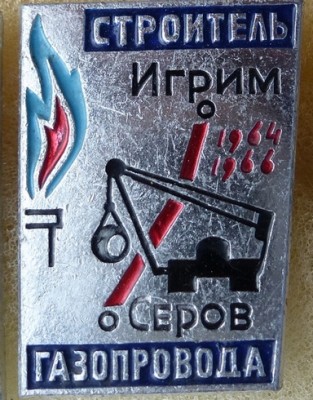 СТРОИТЕЛЬ
Игрим
1964
1966
Серов
ГАЗОПРОВОДА